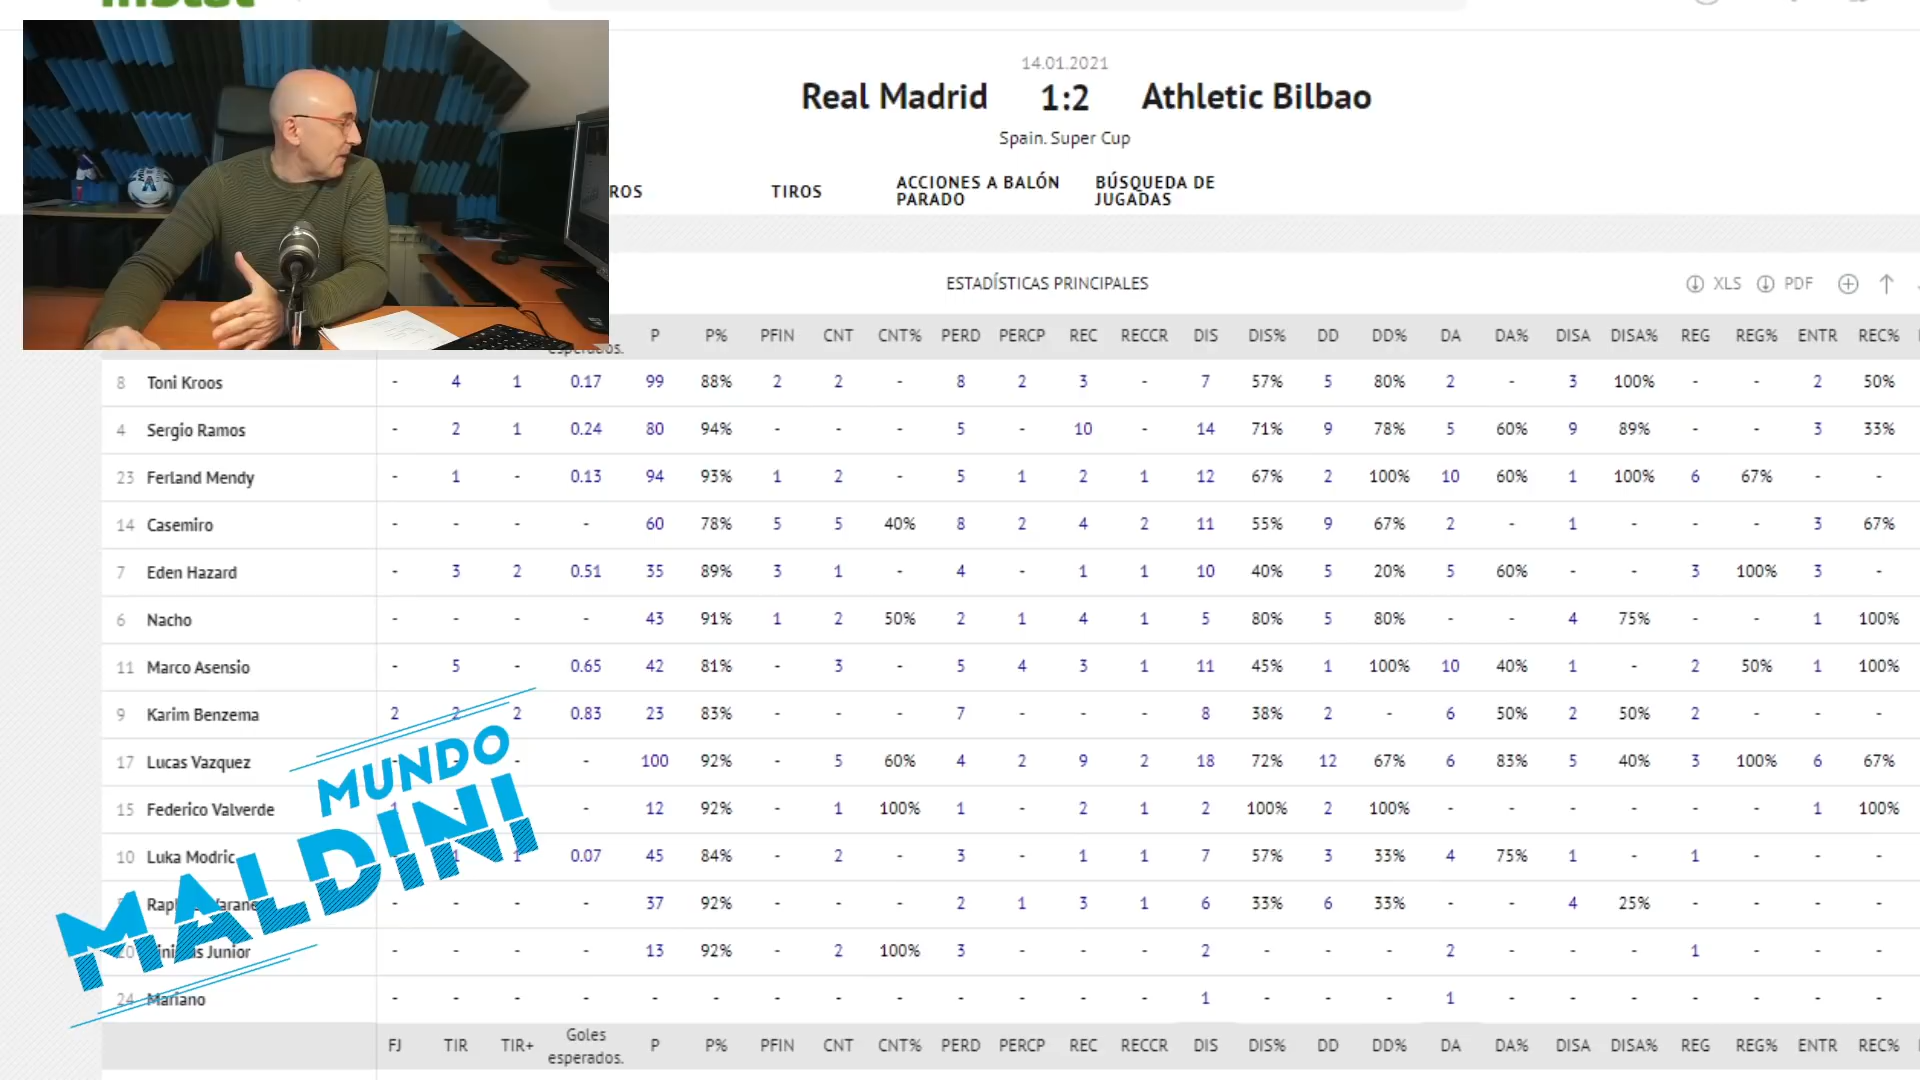 InStat
14.01.2021
Real Madrid 1:2 Athletic Bilbao
Spain. Super Cup
ROS TIROS ACCIONES A BALÓN PARADO BÚSQUEDA DE JUGADAS
ESTADÍSTICAS PRINCIPALES XLS PDF
esperados. P P% PFIN CNT CNT% PERD PERCP REC RECCR DIS DIS% DD DD% DA DA% DISA DISA% REG REG% ENTR REC%
8 Toni Kroos - 4 1 0.17 99 88% 2 2 - 8 2 3 - 7 57% 5 80% 2 - 3 100% - - 2 50%
4 Sergio Ramos - 2 1 0.24 80 94% - - - 5 - 10 - 14 71% 9 78% 5 60% 9 89% - - 3 33%
23 Ferland Mendy - 1 - 0.13 94 93% 1 2 - 5 1 2 1 12 67% 2 100% 10 60% 1 100% 6 67% - -
14 Casemiro - - - - 60 78% 5 5 40% 8 2 4 2 11 55% 9 67% 2 - 1 - - - 3 67%
7 Eden Hazard - 3 2 0.51 35 89% 3 1 - 4 - 1 1 10 40% 5 20% 5 60% - - 3 100% 3 -
6 Nacho - - - - 43 91% 1 2 50% 2 1 4 1 5 80% 5 80% - - 4 75% - - 1 100%
11 Marco Asensio - 5 - 0.65 42 81% - 3 - 5 4 3 1 11 45% 1 100% 10 40% 1 - 2 50% 1 100%
9 Karim Benzema 2 2 2 0.83 23 83% - - - 7 - - - 8 38% 2 - 6 50% 2 50% 2 - - -
17 Lucas Vazquez - - - - 100 92% - 5 60% 4 2 9 2 18 72% 12 67% 6 83% 5 40% 3 100% 6 67%
15 Federico Valverde 1 - - 12 92% - 1 100% 1 - 2 1 2 100% 2 100% - - - - - - 1 100%
10 Luka Modric 1 1 0.07 45 84% - 2 - 3 - 1 1 7 57% 3 33% 4 75% 1 - 1 - - -
Varane - - - - 37 92% - - - 2 1 3 1 6 33% 6 33% - - 4 25% - - - -
20 Junior - - - - 13 92% - 2 100% 3 - - - 2 - - - 2 - - - 1 - - -
24 Mariano - - - - - - - - - - - - - 1 - - - 1 - - - - - - -
FJ TIR TIR+ Goles esperados. P P% PFIN CNT CNT% PERD PERCP REC RECCR DIS DIS% DD DD% DA DA% DISA DISA% REG REG% ENTR REC%
MUNDO
MALDINI